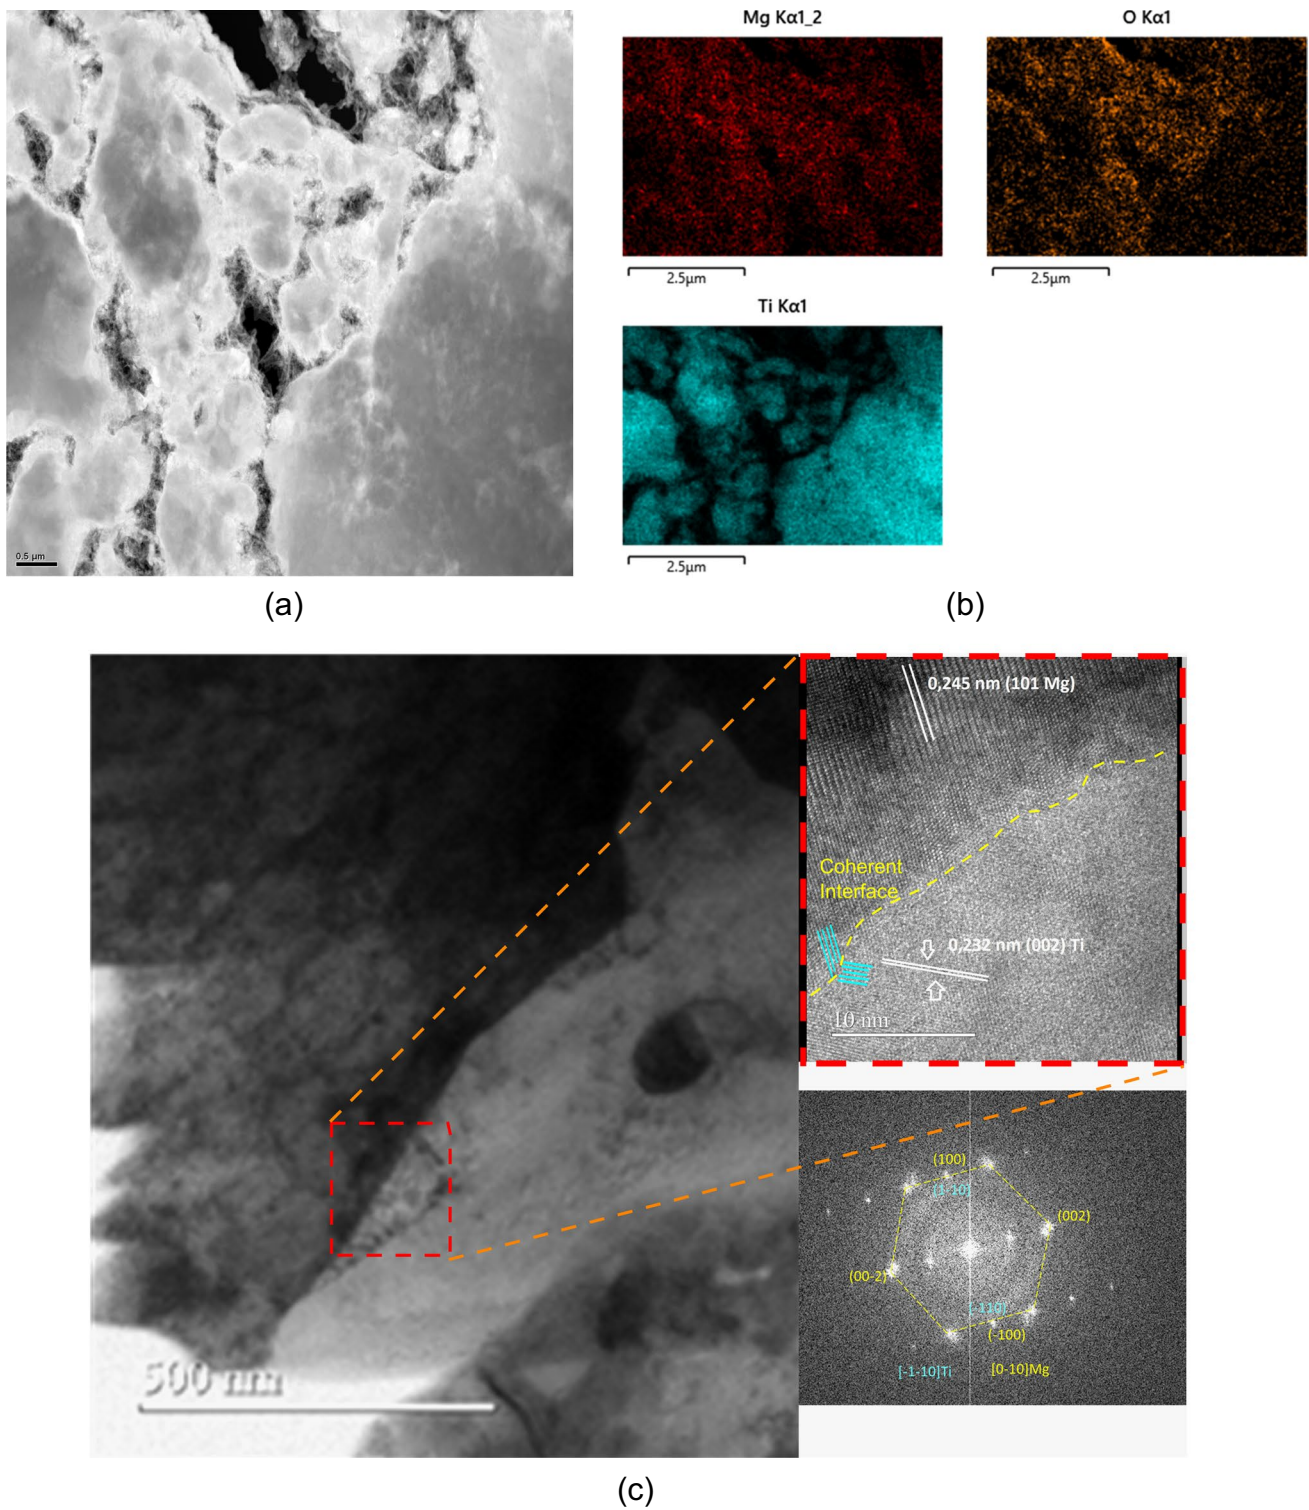 Mg Kα1_2
O Kα1
2.5μm
2.5μm
Ti Kα1
2.5μm
0.5 μm
(a)
(b)
0,245 nm (101 Mg)
Coherent
Interface
0,232 nm (002) Ti
10 nm
500 nm
(100)
(1-10)
(002)
(00-2)
(-110)
(-100)
[-1-10]Ti
[0-10]Mg
(c)